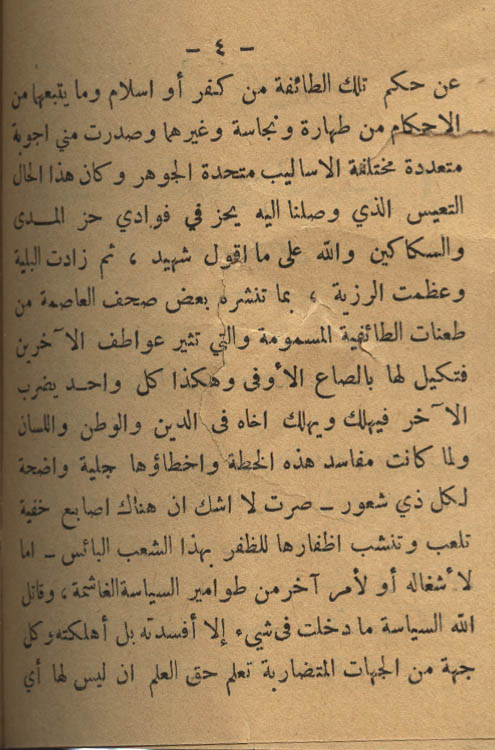 — ٤ —
عن حكم تلك الطائفة من كفر أو اسلام وما يتبعها من
الاحكام من طهارة ونجاسة وغيرهما وصدرت مني اجوبة
متعددة مختلفة الاساليب متحدة الجوهر وكان هذا الحال
التعيس الذي وصلنا اليه يحز في فوادي حز المدى
والسكاكين والله على ما اقول شهيد ، ثم زادت البلية
وعظمت الرزية ، بما تنشره بعض صحف العاصمة من
طعنات الطائفية المسمومة والتي تثير عواطف الآخرين
فتكيل لها بالصاع الأوفى وهكذا كل واحد يضرب
الآخر فيهلك ويهلك اخاه فى الدين والوطن واللسان
ولما كانت مفاسد هذه الخطة واخطاؤها جلية واضحة
لكل ذي شعور – صرت لا اشك ان هناك اصابع خفية
تلعب وتنشب اظفارها للظفر بهذا الشعب البائس – اما
لأشغاله أو لأمر آخر من طوامير السياسة الغاشمة ، وقاتل
الله السياسة ما دخلت فى شيء إلا أفسدته بل أهلكته وكل
جهة من الجهات المتضاربة تعلم حق العلم ان ليس لها أي